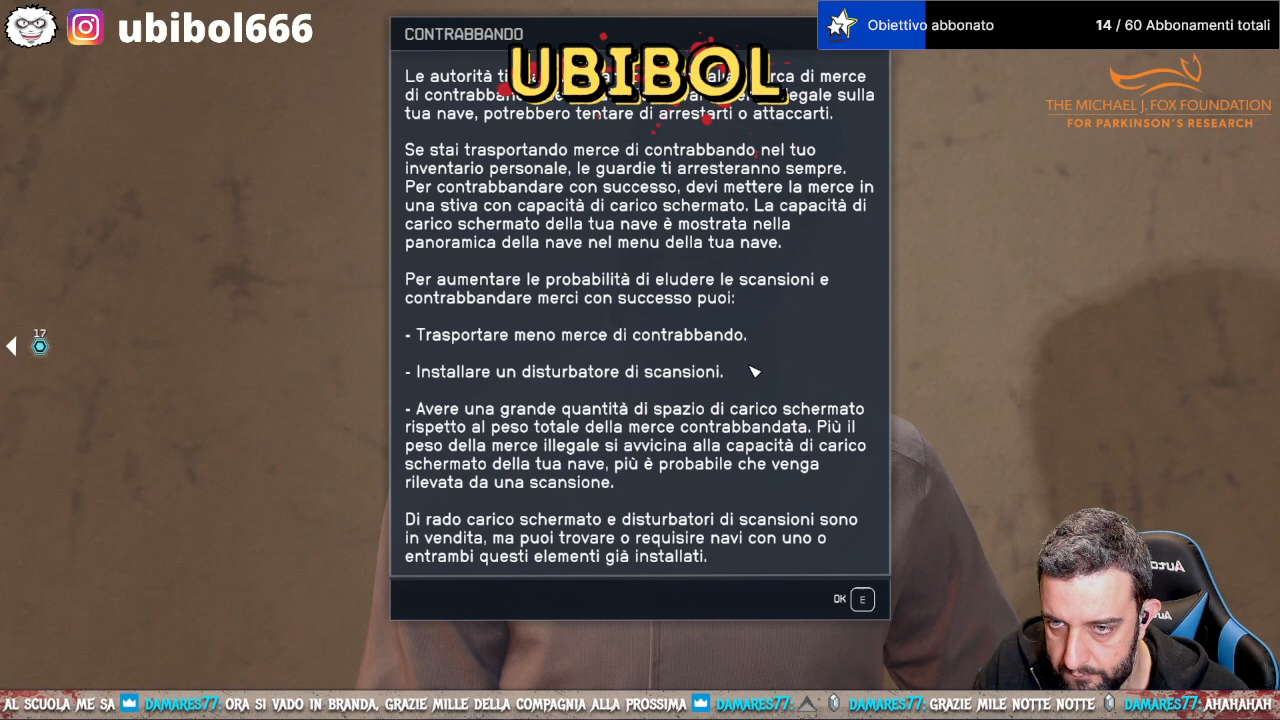 ubibol666
CONTRABBANDO
UBIBOL
Obiettivo abbonato
14 / 60 Abbonamenti totali
THE MICHAEL J. FOX FOUNDATION
FOR PARKINSON'S RESEARCH
Le autorità ti di merce
di contrabban legale sulla
tua nave, potrebbero tentare di arrestarti o attaccarti.
Se stai trasportando merce di contrabbando nel tuo
inventario personale, le guardie ti arresteranno sempre.
Per contrabbandare con successo, devi mettere la merce in
una stiva con capacità di carico schermato. La capacità di
carico schermato della tua nave è mostrata nella
panoramica della nave nel menu della tua nave.
Per aumentare le probabilità di eludere le scansioni e
contrabbandare merci con successo puoi:
- Trasportare meno merce di contrabbando.
- Installare un disturbatore di scansioni.
- Avere una grande quantità di spazio di carico schermato
rispetto al peso totale della merce contrabbandata. Più il
peso della merce illegale si avvicina alla capacità di carico
schermato della tua nave, più è probabile che venga
rilevata da una scansione.
Di rado carico schermato e disturbatori di scansioni sono
in vendita, ma puoi trovare o requisire navi con uno o
entrambi questi elementi già installati.
17
OK E
AL SCUOLA ME SA DAMARES77: ORA SI VADO IN BRANDA, GRAZIE MILLE DELLA COMPAGNIA ALLA PROSSIMA DAMARES77: DAMARES77: GRAZIE MILE NOTTE NOTTE DAMARES77: AHAHAHAH